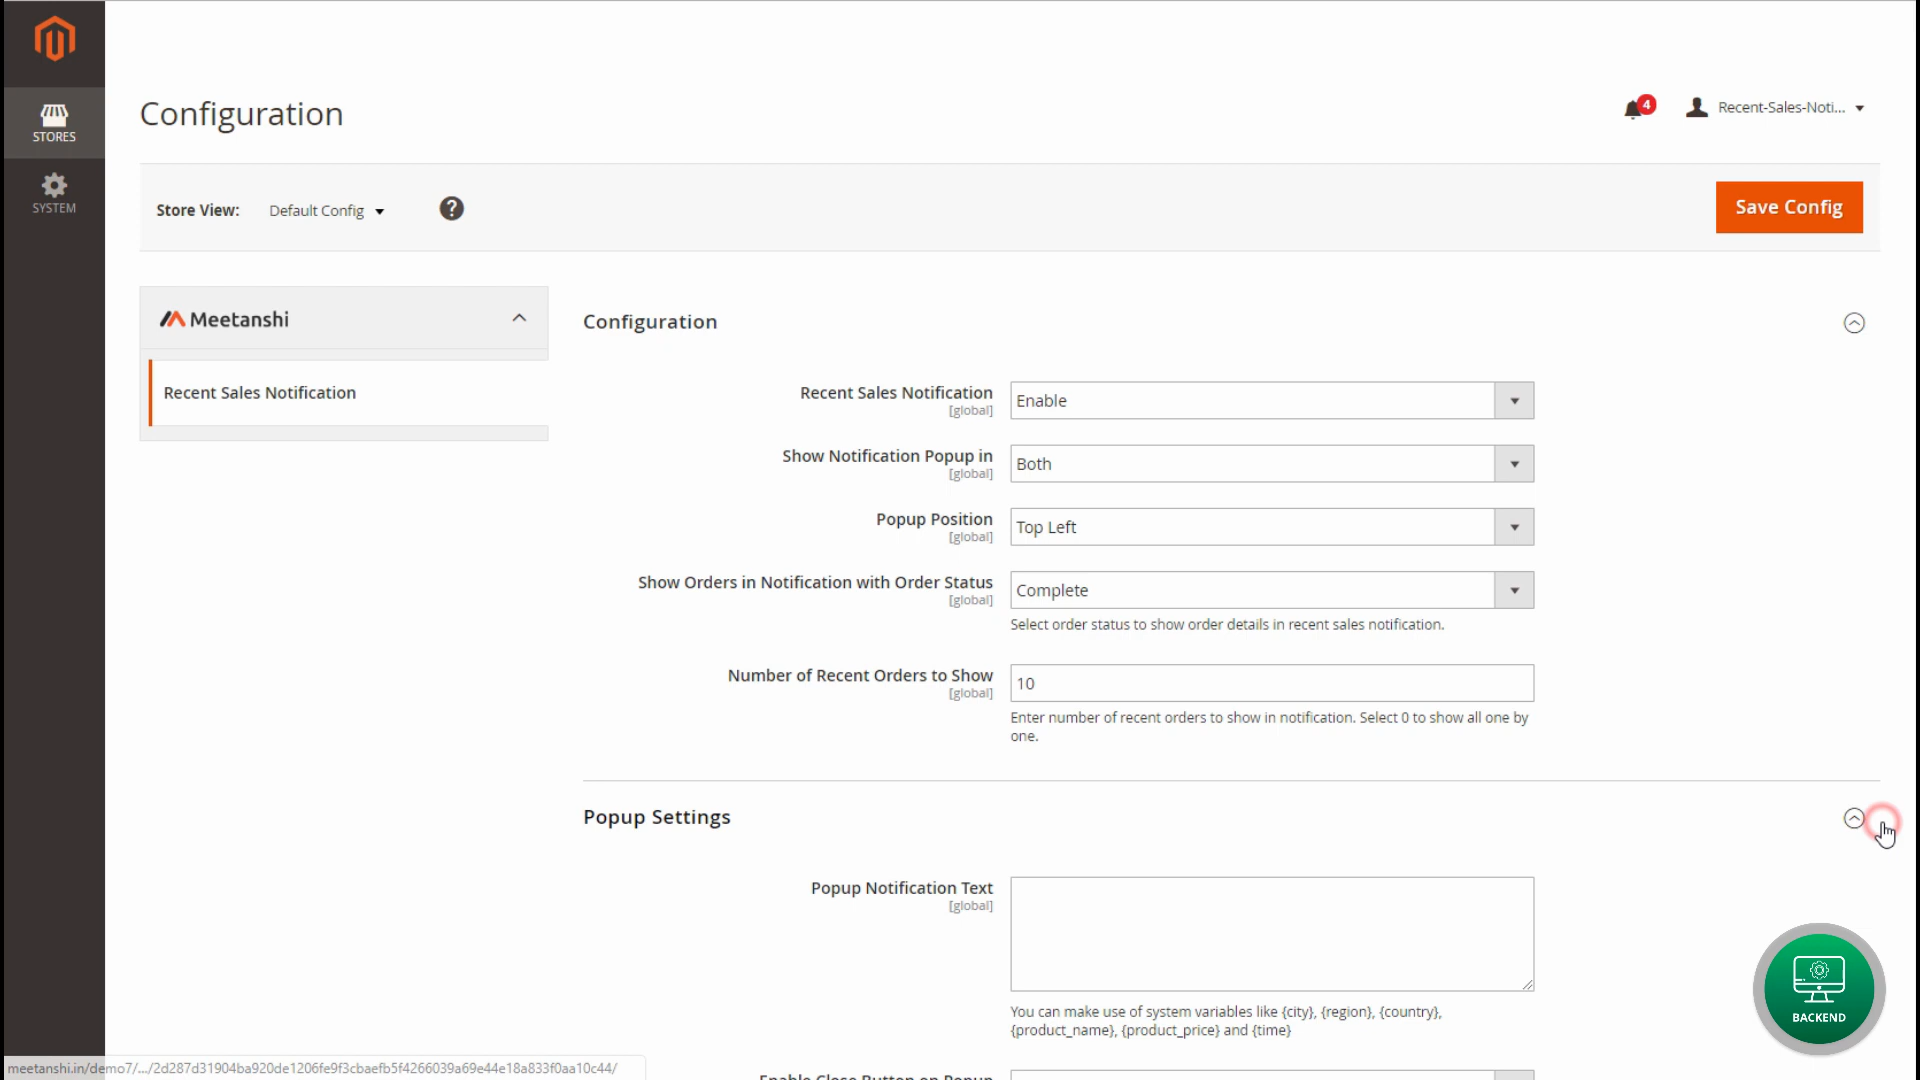 STORES
SYSTEM
Configuration
4
Recent-Sales-Noti...
Store View:
Default Config
?
Save Config
Meetanshi
Recent Sales Notification
Configuration
Recent Sales Notification
[global]
Enable
Show Notification Popup in
[global]
Both
Popup Position
[global]
Top Left
Show Orders in Notification with Order Status
[global]
Complete
Select order status to show order details in recent sales notification.
Number of Recent Orders to Show
[global]
10
Enter number of recent orders to show in notification. Select 0 to show all one by
one.
Popup Settings
Popup Notification Text
[global]
You can make use of system variables like {city}, {region}, {country},
{product_name}, {product_price} and {time}
Enable Close Button on Popup
BACKEND
meetanshi.in/demo7/.../2d287d31904ba920de1206fe9f3cbaefb5f4266039a69e44e18a833f0aa10c44/